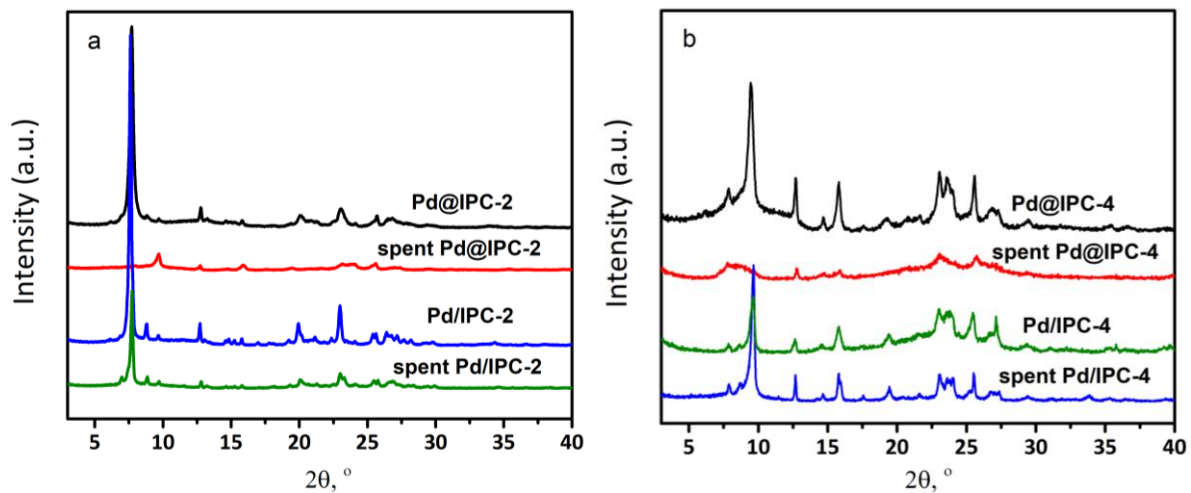 a
Intensity (a.u.)
Pd@IPC-2
spent Pd@IPC-2
Pd/IPC-2
spent Pd/IPC-2
5 10 15 20 25 30 35 40
2θ, °
b
Intensity (a.u.)
Pd@IPC-4
spent Pd@IPC-4
Pd/IPC-4
spent Pd/IPC-4
5 10 15 20 25 30 35 40
2θ, °